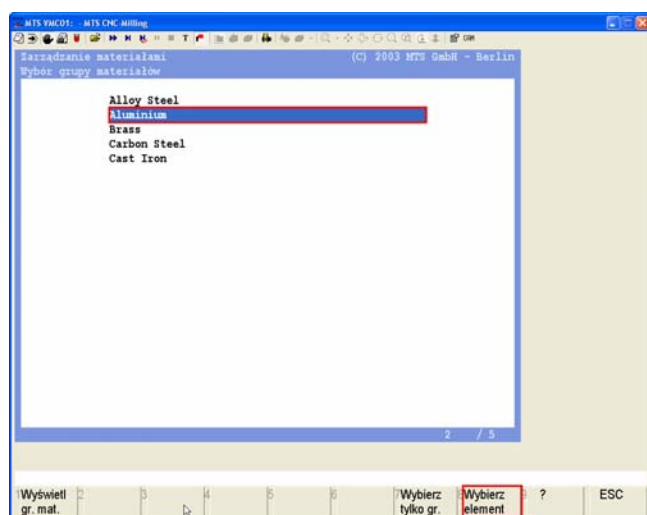 MTS VMC01: - MTS CNC-Milling
T
Zarządzanie materiałami (C) 2003 MTS GmbH - Berlin
Wybór grupy materiałów
Alloy Steel
Aluminium
Brass
Carbon Steel
Cast Iron
2 / 5
1 Wyświetl gr. mat.
2
3
4
5
6
7 Wybierz tylko gr.
8 Wybierz element
9 ?
ESC